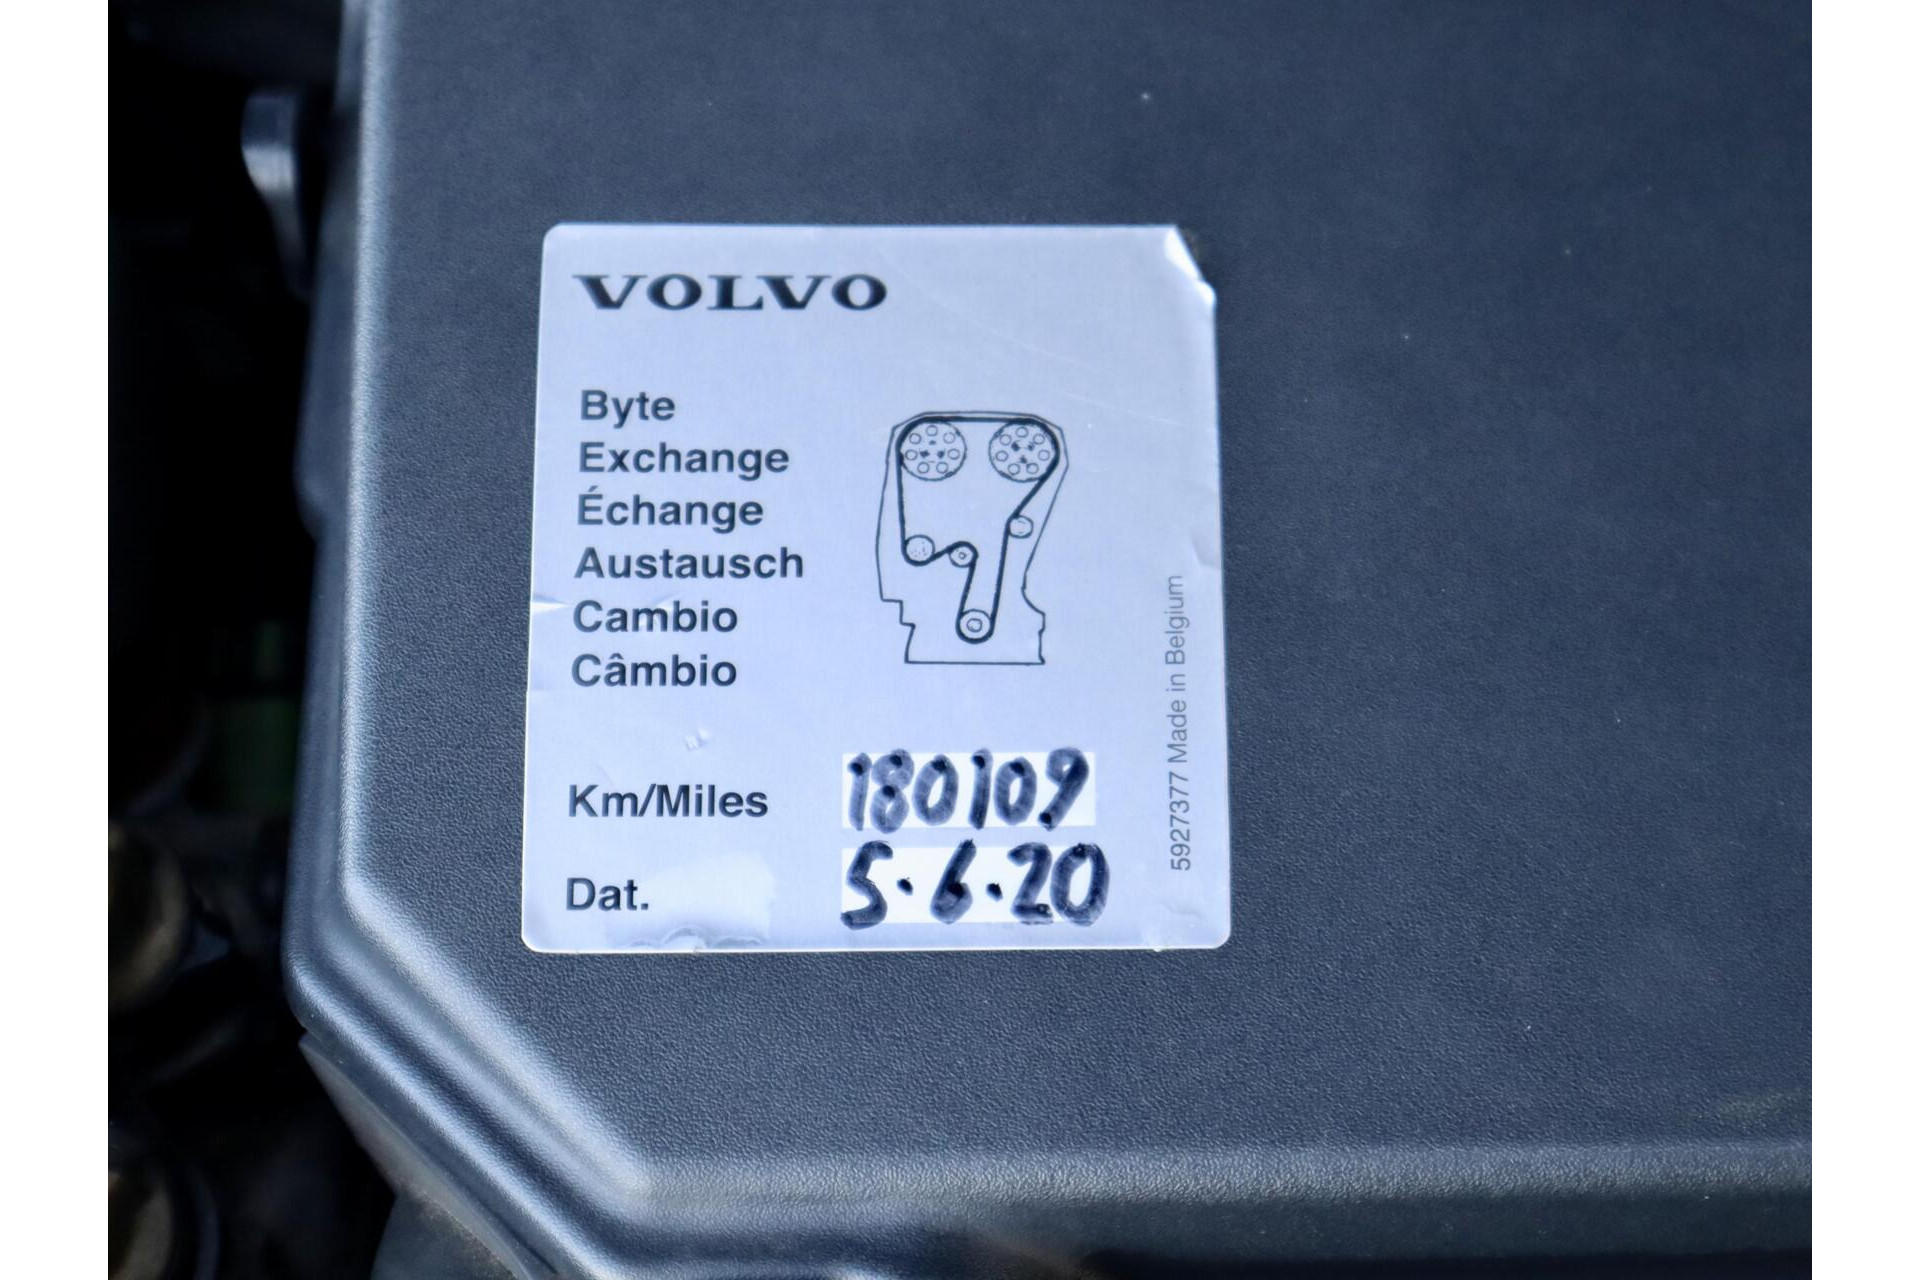 VOLVO
Byte
Exchange
Échange
Austausch
Cambio
Câmbio
Km/Miles 180109
Dat. 5.6.20
5927377 Made in Belgium